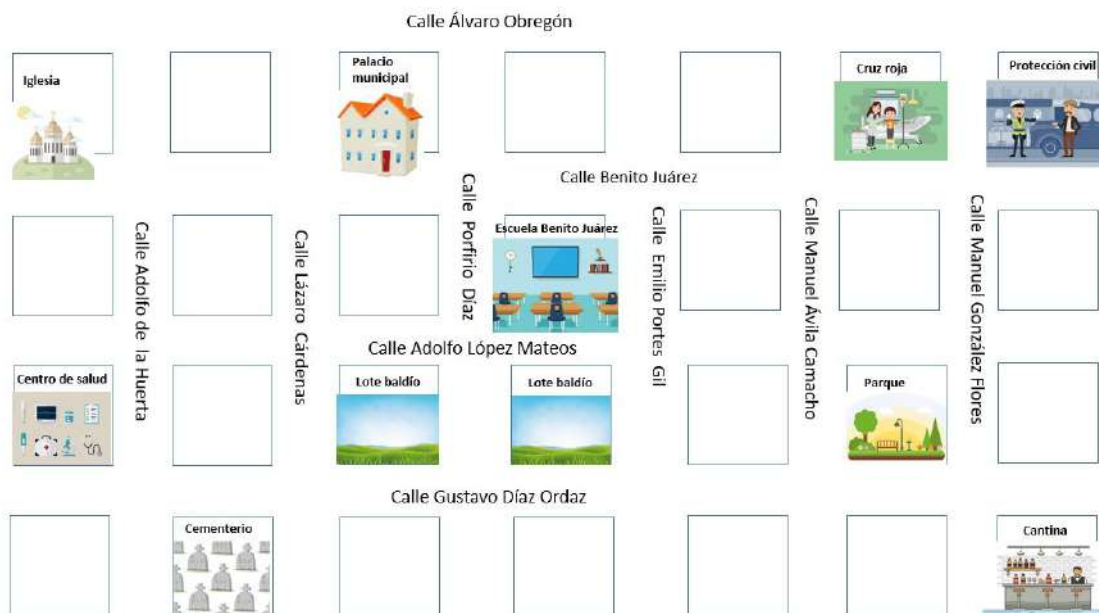 Calle Álvaro Obregón
Iglesia
Palacio
municipal
Cruz roja
Protección civil
Calle Benito Juárez
Calle Adolfo de la Huerta
Calle Lázaro Cárdenas
Calle Porfirio Díaz
Escuela Benito Juárez
Calle Emilio Portes Gil
Calle Manuel Ávila Camacho
Calle Manuel González Flores
Calle Adolfo López Mateos
Centro de salud
Lote baldío
Lote baldío
Parque
Calle Gustavo Díaz Ordaz
Cementerio
Cantina